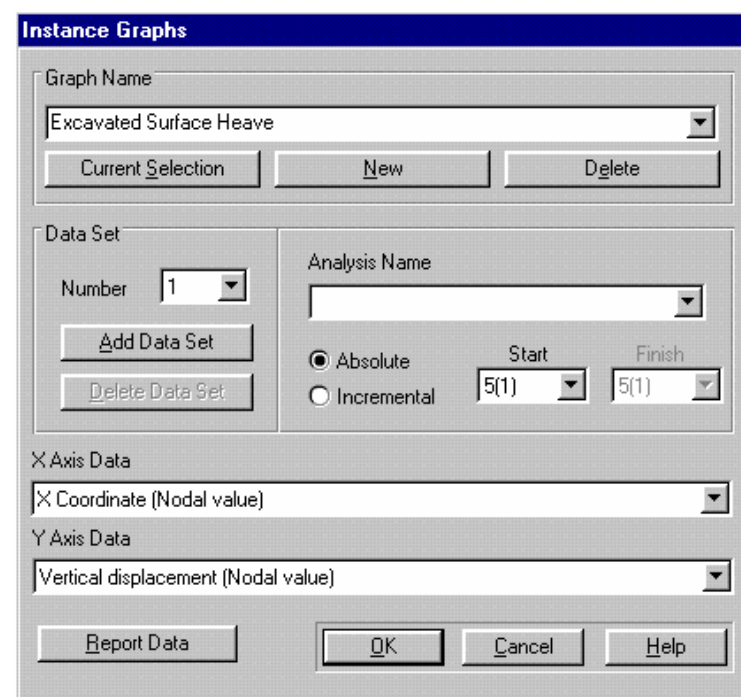 Instance Graphs
Graph Name
Excavated Surface Heave
Current Selection New Delete
Data Set
Number 1
Add Data Set
Delete Data Set
Analysis Name
Absolute
Incremental
Start Finish
5(1) 5(1)
X Axis Data
X Coordinate (Nodal value)
Y Axis Data
Vertical displacement (Nodal value)
Report Data OK Cancel Help